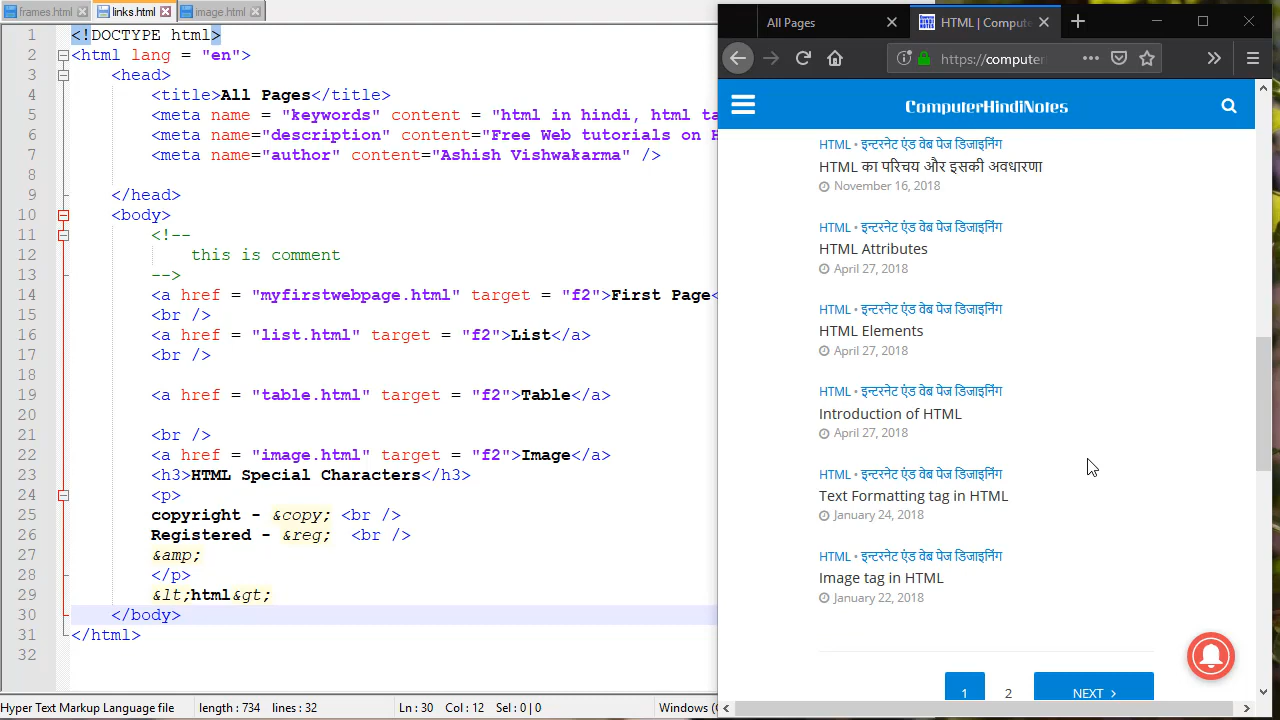 frames.html links.html image.html
1 <!DOCTYPE html>
2 <html lang = "en">
3 <head>
4 <title>All Pages</title>
5 <meta name = "keywords" content = "html in hindi, html ta
6 <meta name="description" content="Free Web tutorials on H
7 <meta name="author" content="Ashish Vishwakarma" />
8
9 </head>
10 <body>
11 <!--
12 this is comment
13 -->
14 <a href = "myfirstwebpage.html" target = "f2">First Page<
15 <br />
16 <a href = "list.html" target = "f2">List</a>
17 <br />
18
19 <a href = "table.html" target = "f2">Table</a>
20
21 <br />
22 <a href = "image.html" target = "f2">Image</a>
23 <h3>HTML Special Characters</h3>
24 <p>
25 copyright - &copy; <br />
26 Registered - &reg; <br />
27 &amp;
28 </p>
29 &lt;html&gt;
30 </body>
31 </html>
32
Hyper Text Markup Language file length : 734 lines : 32 Ln : 30 Col : 12 Sel : 0 | 0 Windows (
All Pages HTML | Compute
https://computer
ComputerHindiNotes
HTML • इन्टरनेट एंड वेब पेज डिजाइनिंग
HTML का परिचय और इसकी अवधारणा
November 16, 2018
HTML • इन्टरनेट एंड वेब पेज डिजाइनिंग
HTML Attributes
April 27, 2018
HTML • इन्टरनेट एंड वेब पेज डिजाइनिंग
HTML Elements
April 27, 2018
HTML • इन्टरनेट एंड वेब पेज डिजाइनिंग
Introduction of HTML
April 27, 2018
HTML • इन्टरनेट एंड वेब पेज डिजाइनिंग
Text Formatting tag in HTML
January 24, 2018
HTML • इन्टरनेट एंड वेब पेज डिजाइनिंग
Image tag in HTML
January 22, 2018
1 2 NEXT